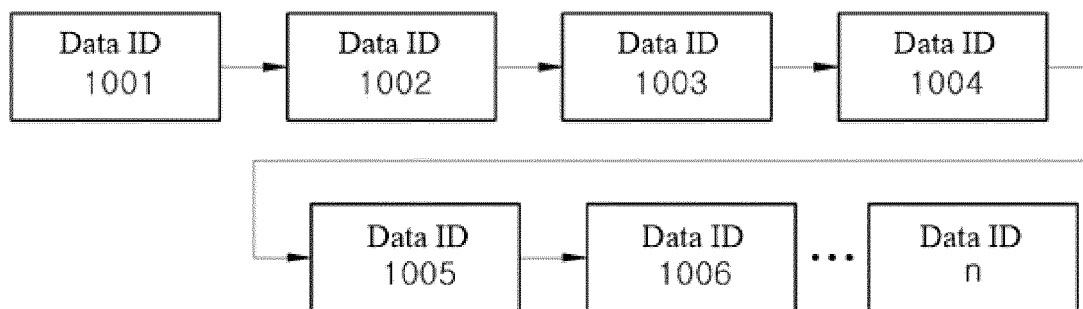 Data ID
1001
Data ID
1002
Data ID
1003
Data ID
1004
Data ID
1005
Data ID
1006
•••
Data ID
n